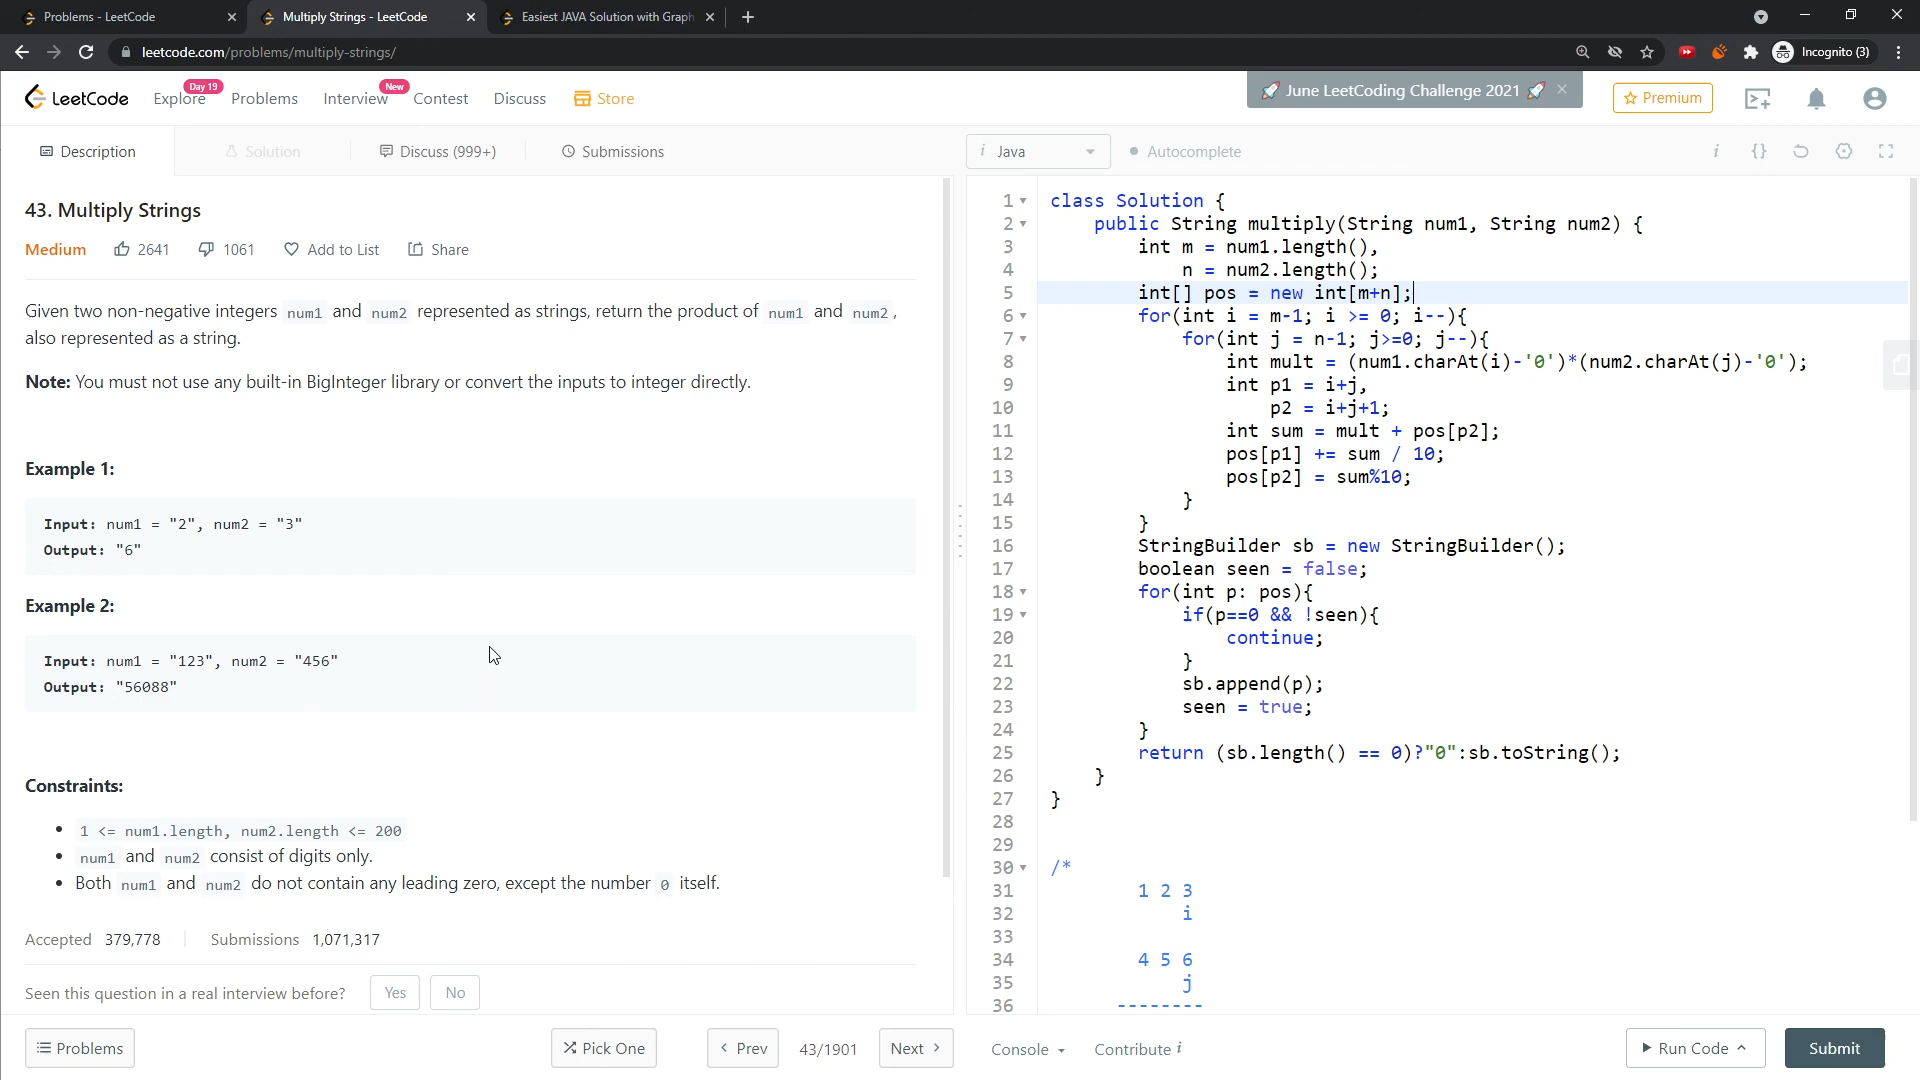 Problems - LeetCode
Multiply Strings - LeetCode
Easiest JAVA Solution with Graph
leetcode.com/problems/multiply-strings/
Incognito (3)
LeetCode
Explore
Day 19
Problems
Interview
New
Contest
Discuss
Store
🚀 June LeetCoding Challenge 2021 🚀
Premium
Description
Solution
Discuss (999+)
Submissions
43. Multiply Strings
Medium
2641
1061
Add to List
Share
Given two non-negative integers num1 and num2 represented as strings, return the product of num1 and num2,
also represented as a string.
Note: You must not use any built-in BigInteger library or convert the inputs to integer directly.
Example 1:
Input: num1 = "2", num2 = "3"
Output: "6"
Example 2:
Input: num1 = "123", num2 = "456"
Output: "56088"
Constraints:
• 1 <= num1.length, num2.length <= 200
• num1 and num2 consist of digits only.
• Both num1 and num2 do not contain any leading zero, except the number 0 itself.
Accepted 379,778
Submissions 1,071,317
Seen this question in a real interview before?
Yes
No
Problems
Pick One
< Prev
43/1901
Next >
i Java
Autocomplete
i
{}
1 class Solution {
2 public String multiply(String num1, String num2) {
3 int m = num1.length(),
4 n = num2.length();
5 int[] pos = new int[m+n];
6 for(int i = m-1; i >= 0; i--){
7 for(int j = n-1; j>=0; j--){
8 int mult = (num1.charAt(i)-'0')*(num2.charAt(j)-'0');
9 int p1 = i+j,
10 p2 = i+j+1;
11 int sum = mult + pos[p2];
12 pos[p1] += sum / 10;
13 pos[p2] = sum%10;
14 }
15 }
16 StringBuilder sb = new StringBuilder();
17 boolean seen = false;
18 for(int p: pos){
19 if(p==0 && !seen){
20 continue;
21 }
22 sb.append(p);
23 seen = true;
24 }
25 return (sb.length() == 0)?"0":sb.toString();
26 }
27 }
28
29
30 /*
31 1 2 3
32 i
33
34 4 5 6
35 j
36 --------
Console
Contribute i
Run Code
Submit